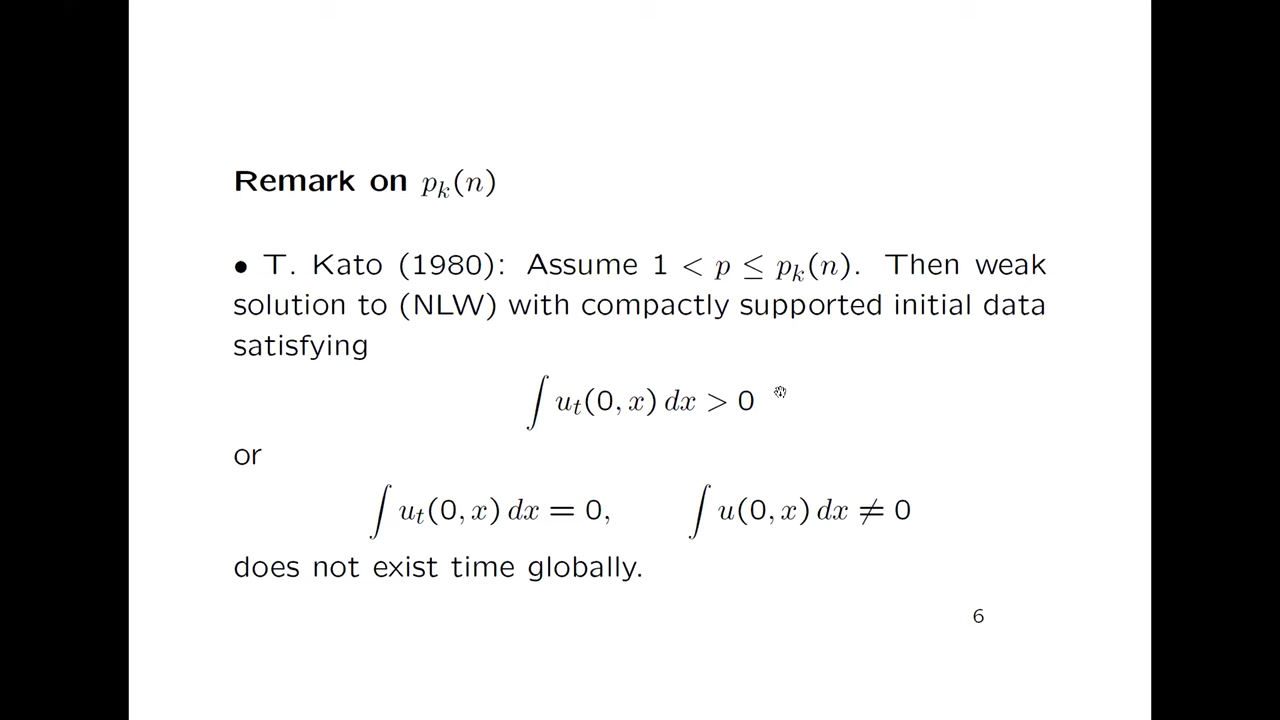 Remark on p_k(n)
• T. Kato (1980): Assume 1 < p ≤ p_k(n). Then weak
solution to (NLW) with compactly supported initial data
satisfying
∫ u_t(0, x) dx > 0
or
∫ u_t(0, x) dx = 0, ∫ u(0, x) dx ≠ 0
does not exist time globally.
6